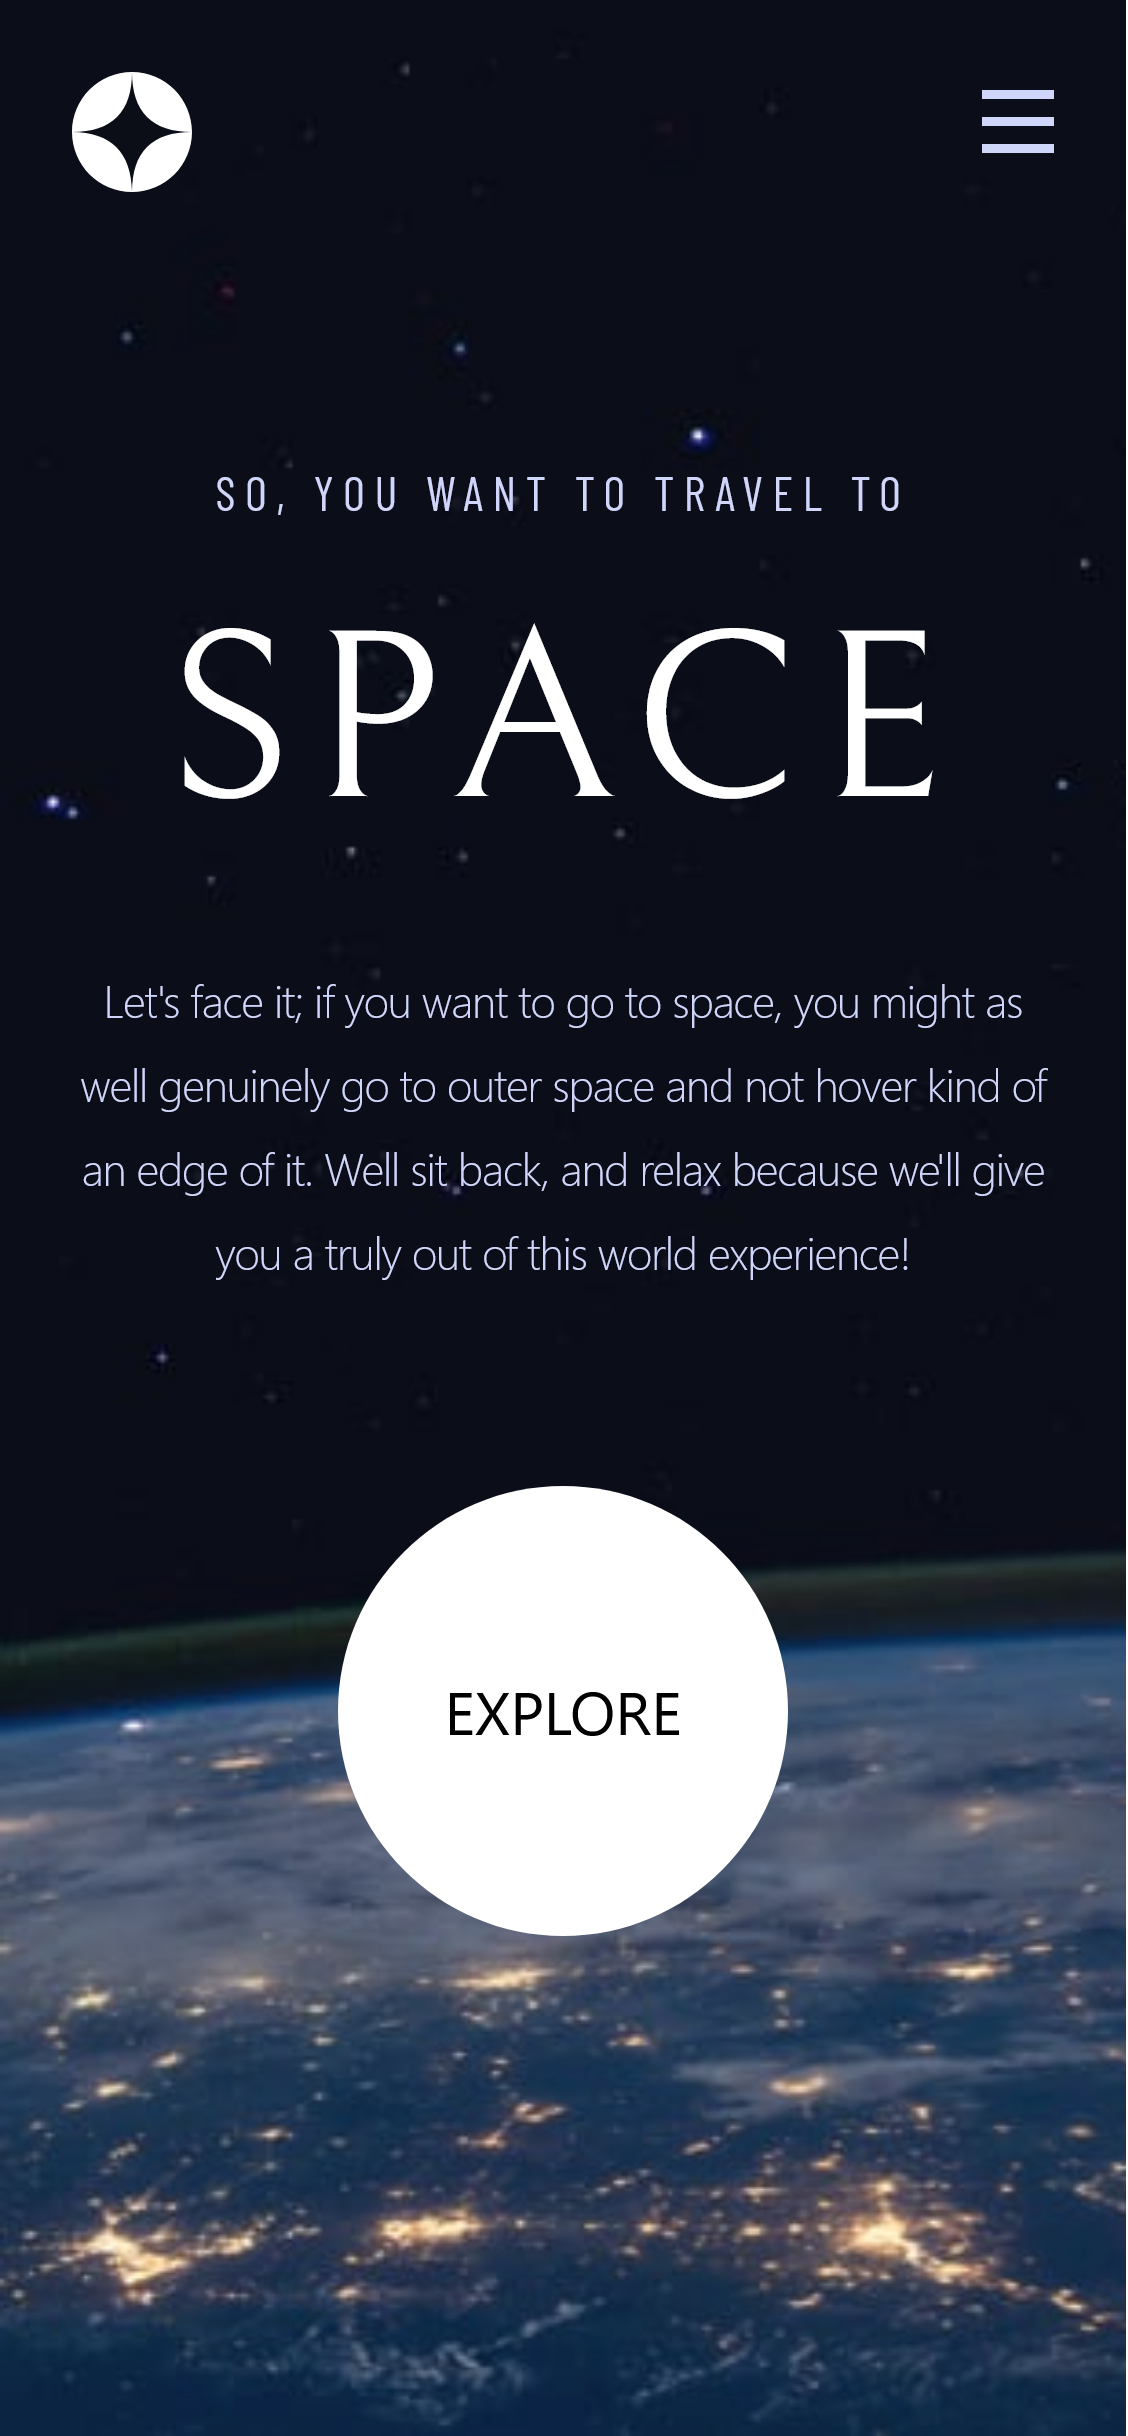 SO, YOU WANT TO TRAVEL TO
SPACE
Let's face it; if you want to go to space, you might as
well genuinely go to outer space and not hover kind of
an edge of it. Well sit back, and relax because we'll give
you a truly out of this world experience!
EXPLORE